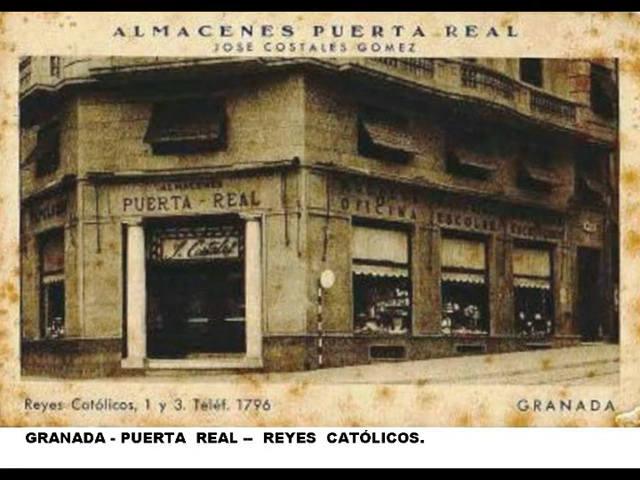 ALMACENES PUERTA REAL
JOSE COSTALES GOMEZ
ALMACENES
PUERTA - REAL
J. Costales
OFICINA ESCOLAR
Reyes Católicos, 1 y 3. Teléf. 1796
GRANADA
GRANADA - PUERTA REAL – REYES CATÓLICOS.